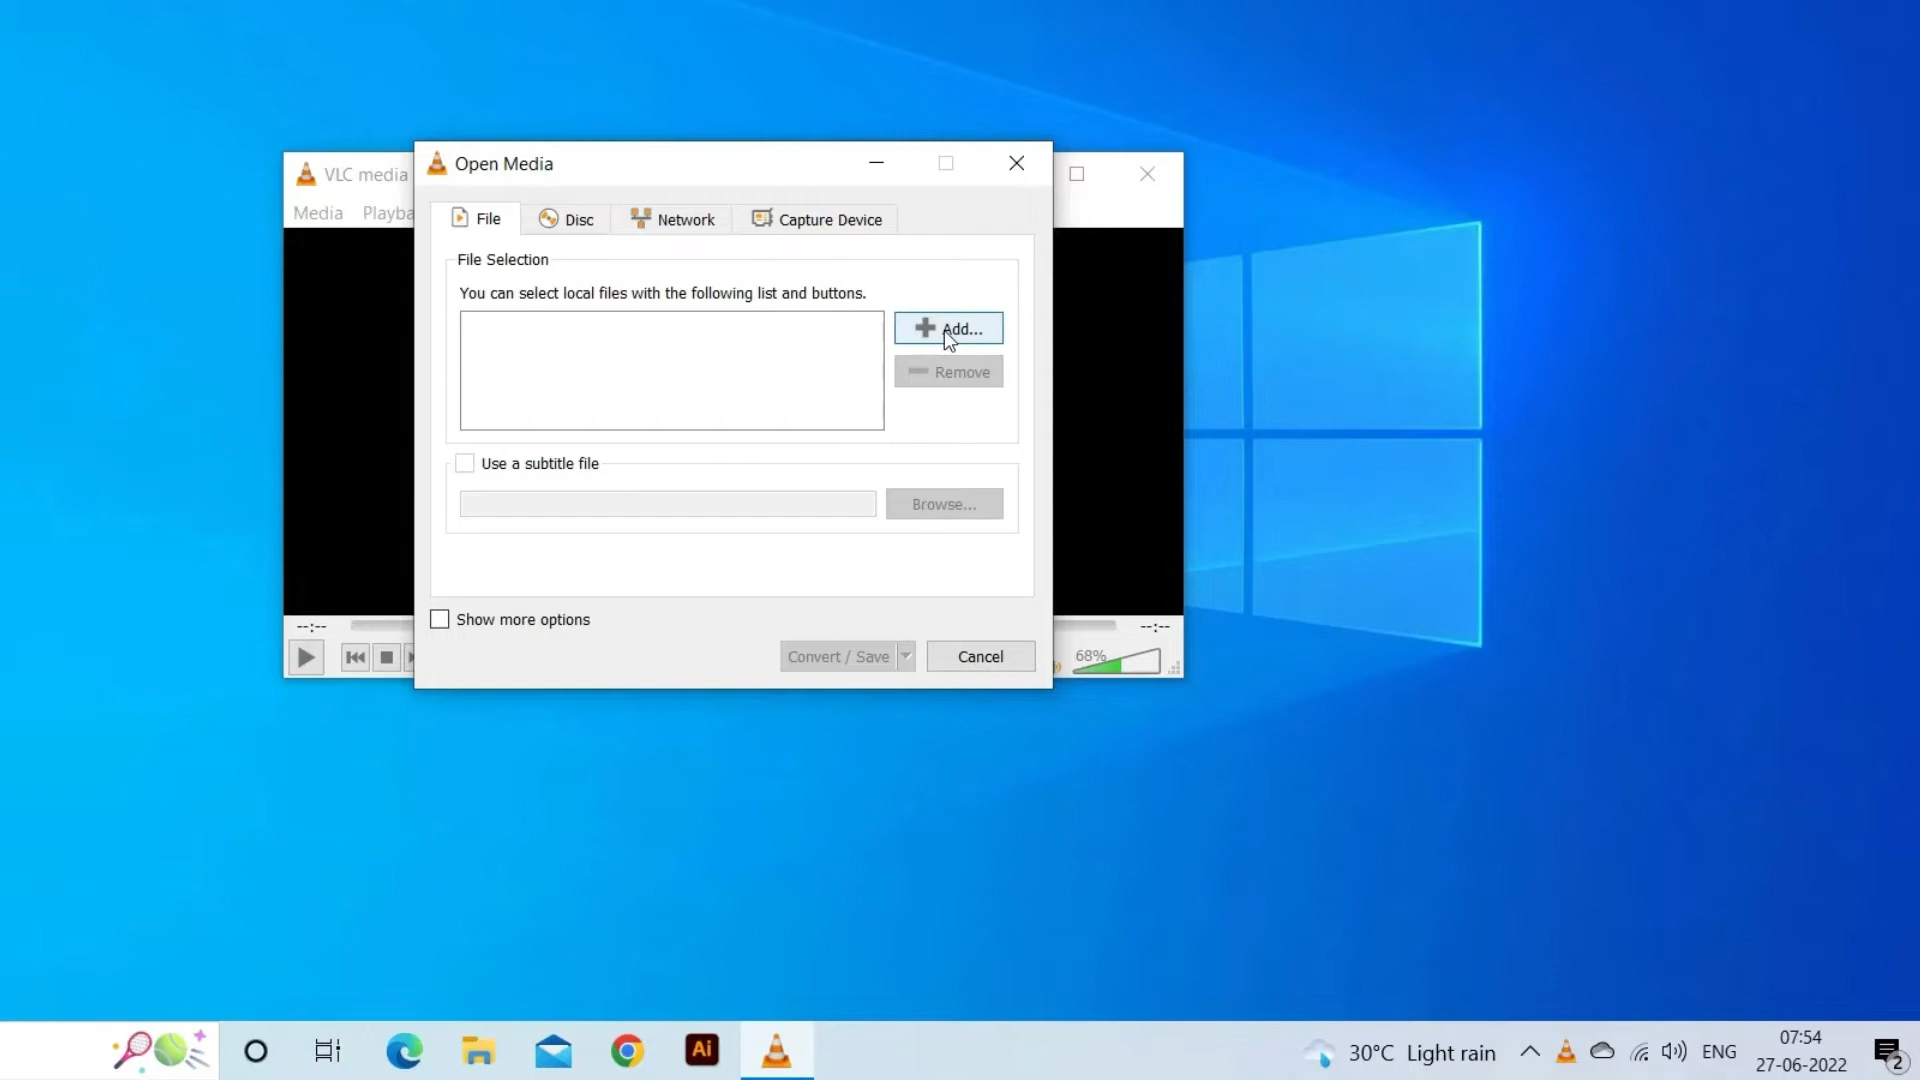 Open Media
VLC media
Media Playba
File Disc Network Capture Device
File Selection
You can select local files with the following list and buttons.
Add...
Remove
Use a subtitle file
Browse...
Show more options
--:-- --:--
Convert / Save Cancel
68%
Ai
30°C Light rain
ENG
07:54
27-06-2022
2